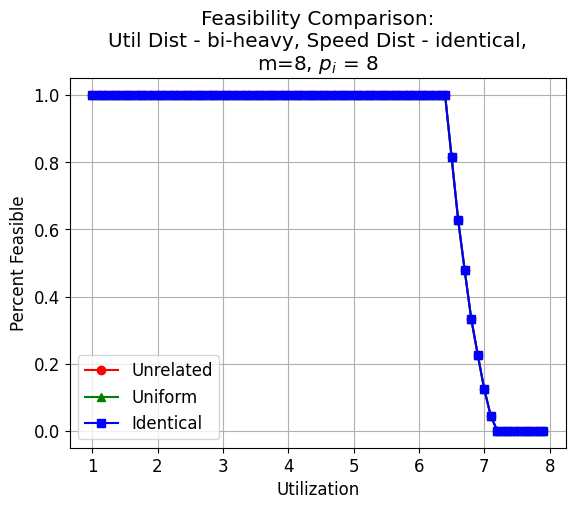 Feasibility Comparison:
Util Dist - bi-heavy, Speed Dist - identical,
m=8, $p_i$ = 8
1.0
0.8
0.6
0.4
0.2
0.0
Percent Feasible
Unrelated
Uniform
Identical
1 2 3 4 5 6 7 8
Utilization